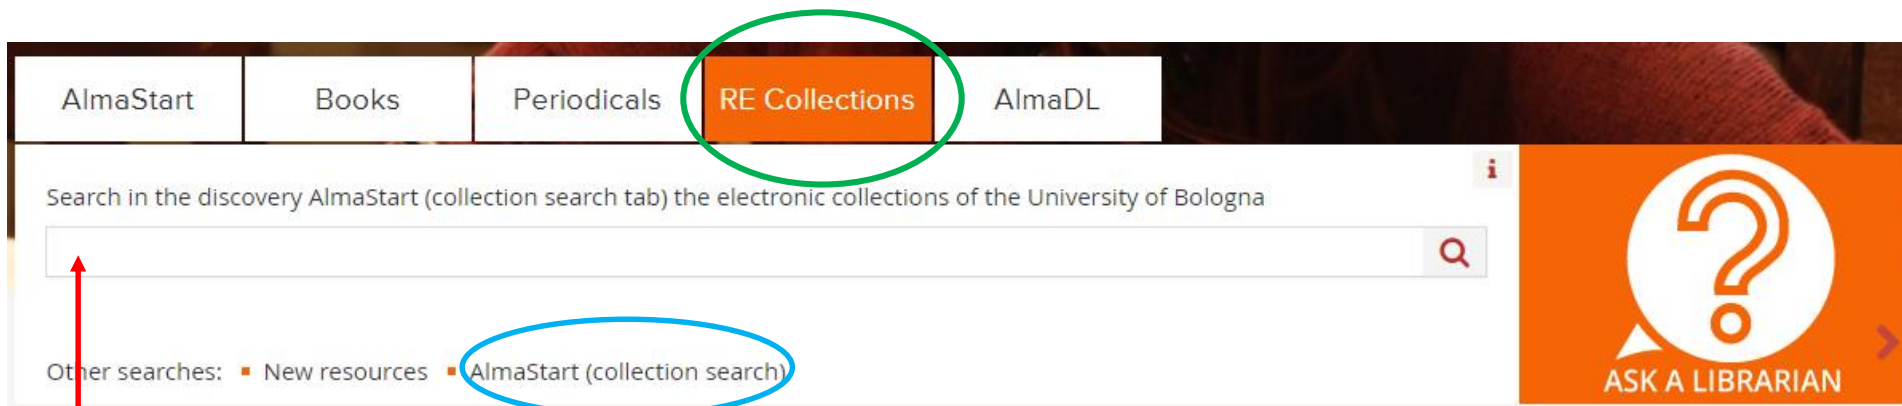 AlmaStart Books Periodicals RE Collections AlmaDL
i
Search in the discovery AlmaStart (collection search tab) the electronic collections of the University of Bologna
Other searches: ▪ New resources ▪ AlmaStart (collection search)
?
ASK A LIBRARIAN